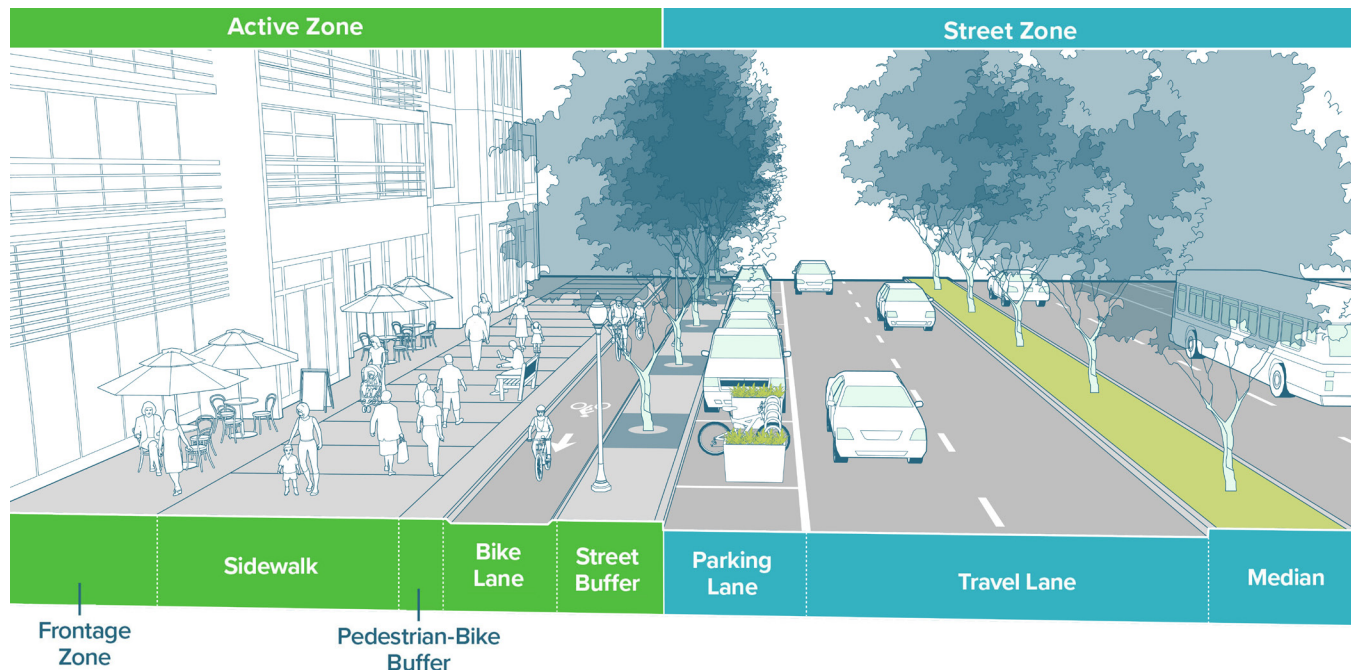 Active Zone
Street Zone
Frontage
Zone
Sidewalk
Pedestrian-Bike
Buffer
Bike
Lane
Street
Buffer
Parking
Lane
Travel Lane
Median